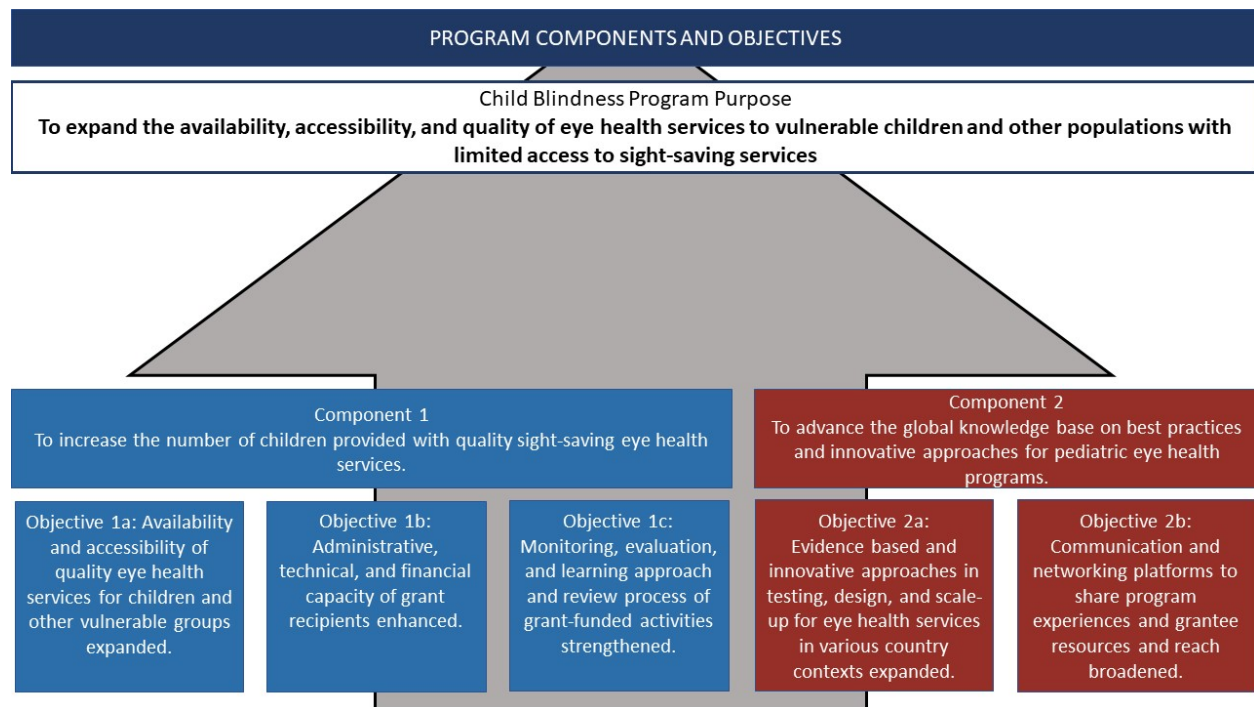 PROGRAM COMPONENTS AND OBJECTIVES
Child Blindness Program Purpose
To expand the availability, accessibility, and quality of eye health services to vulnerable children and other populations with
limited access to sight-saving services
Component 1
To increase the number of children provided with quality sight-saving eye health
services.
Component 2
To advance the global knowledge base on best practices
and innovative approaches for pediatric eye health
programs.
Objective 1a: Availability
and accessibility of
quality eye health
services for children and
other vulnerable groups
expanded.
Objective 1b:
Administrative,
technical, and financial
capacity of grant
recipients enhanced.
Objective 1c:
Monitoring, evaluation,
and learning approach
and review process of
grant-funded activities
strengthened.
Objective 2a:
Evidence based and
innovative approaches in
testing, design, and scale-
up for eye health services
in various country
contexts expanded.
Objective 2b:
Communication and
networking platforms to
share program
experiences and grantee
resources and reach
broadened.